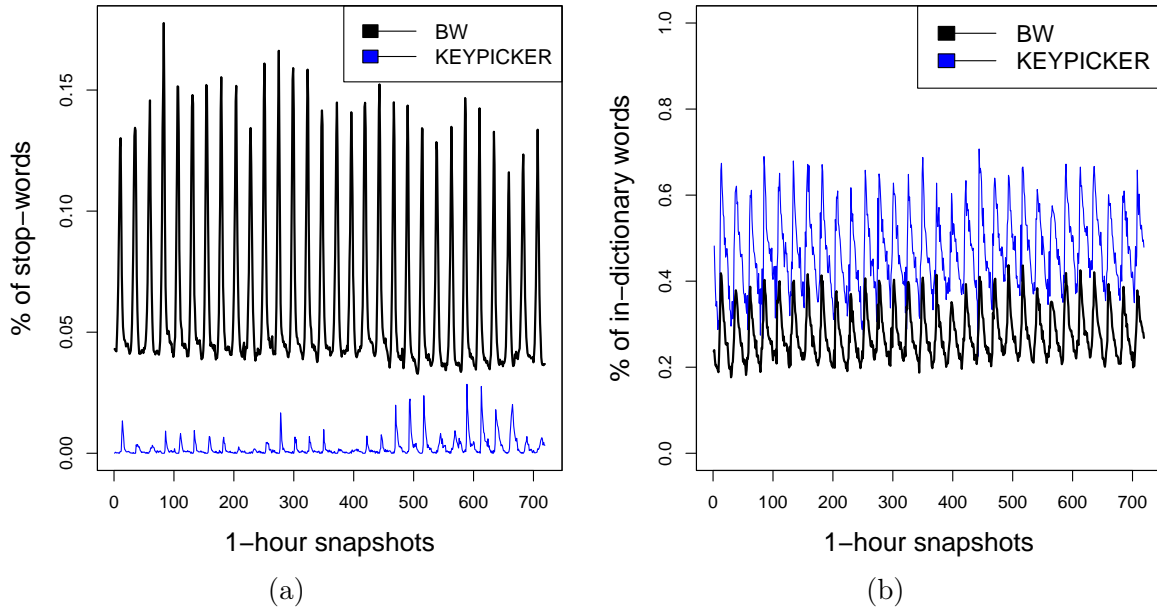 BW
KEYPICKER
% of stop−words
0.00
0.05
0.10
0.15
0
100
200
300
400
500
600
700
1−hour snapshots
(a)
BW
KEYPICKER
% of in−dictionary words
0.0
0.2
0.4
0.6
0.8
1.0
0
100
200
300
400
500
600
700
1−hour snapshots
(b)